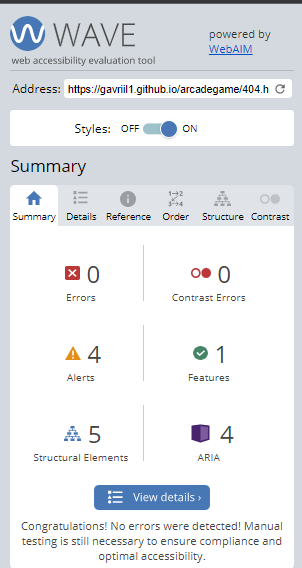 WAVE
web accessibility evaluation tool
powered by
WebAIM
Address: https://gavriil1.github.io/arcadegame/404.h
Styles: OFF ON
Summary
Summary Details Reference Order Structure Contrast
0
Errors
0
Contrast Errors
4
Alerts
1
Features
5
Structural Elements
4
ARIA
View details ›
Congratulations! No errors were detected! Manual
testing is still necessary to ensure compliance and
optimal accessibility.